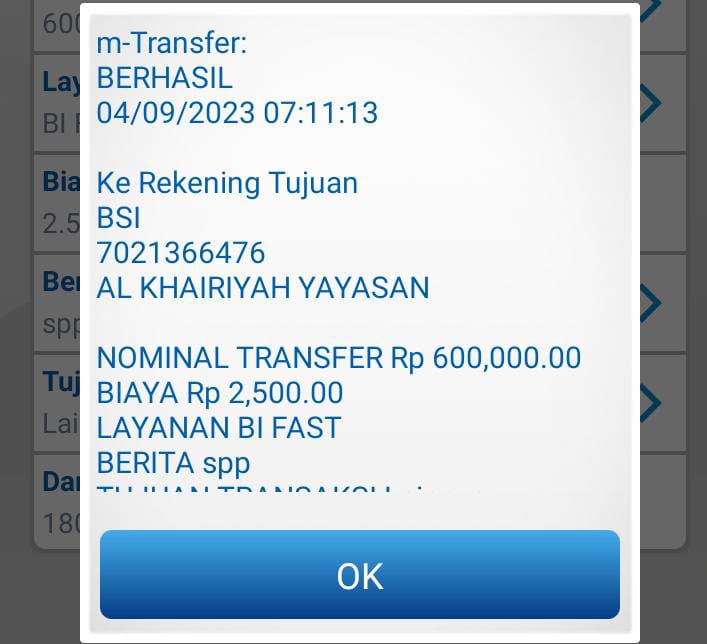 600
m-Transfer:
BERHASIL
04/09/2023 07:11:13
Lay
BI F
Ke Rekening Tujuan
BSI
7021366476
AL KHAIRIYAH YAYASAN
Bia
2.5
Ber
spp
NOMINAL TRANSFER Rp 600,000.00
BIAYA Rp 2,500.00
LAYANAN BI FAST
BERITA spp
TUJUAN TRANSAKSI
Tuj
Lai
Dar
180
OK